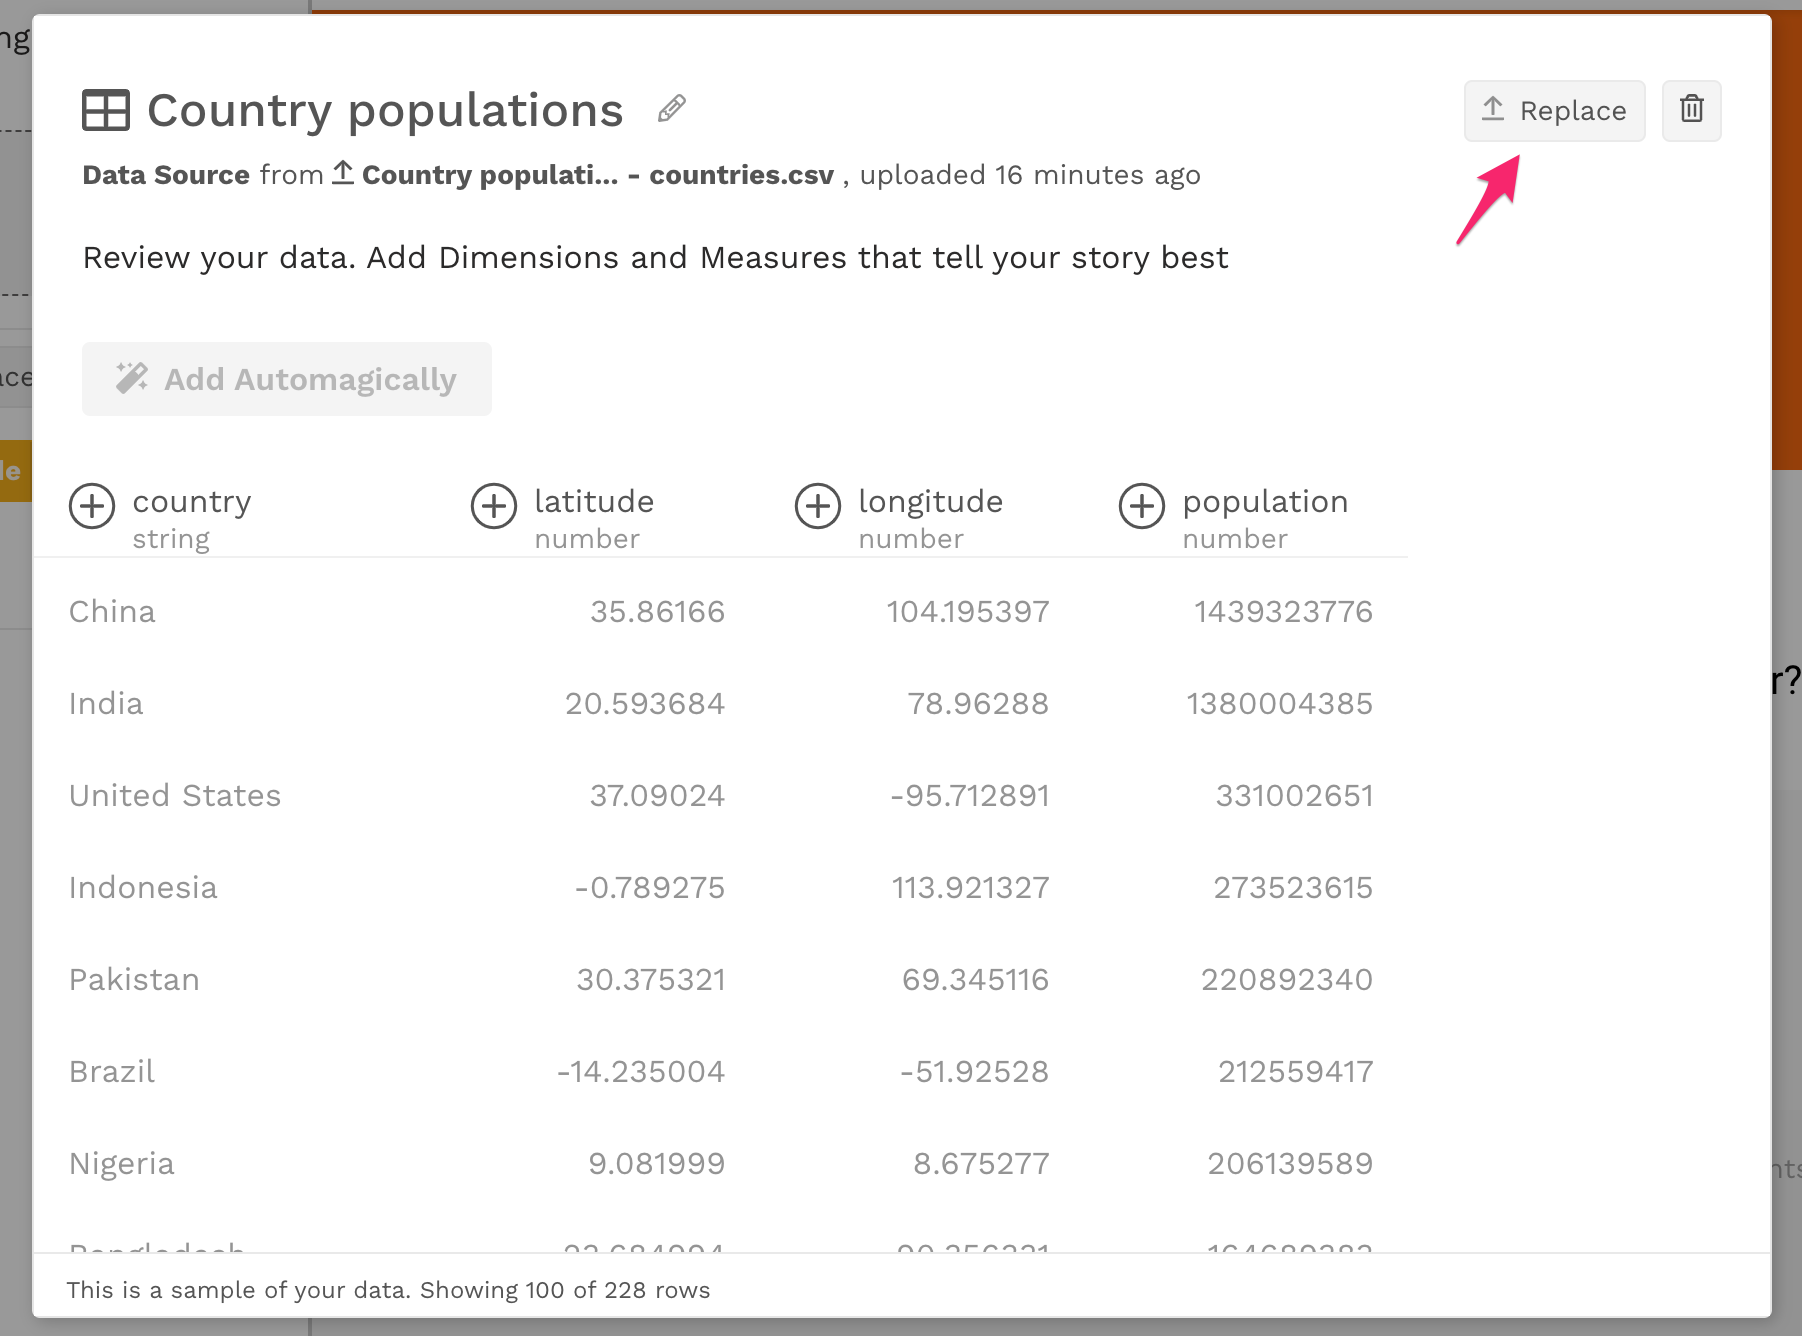 Country populations
Replace
Data Source from Country populati... - countries.csv , uploaded 16 minutes ago
Review your data. Add Dimensions and Measures that tell your story best
Add Automagically
country latitude longitude population
string number number number
China 35.86166 104.195397 1439323776
India 20.593684 78.96288 1380004385
United States 37.09024 -95.712891 331002651
Indonesia -0.789275 113.921327 273523615
Pakistan 30.375321 69.345116 220892340
Brazil -14.235004 -51.92528 212559417
Nigeria 9.081999 8.675277 206139589
This is a sample of your data. Showing 100 of 228 rows